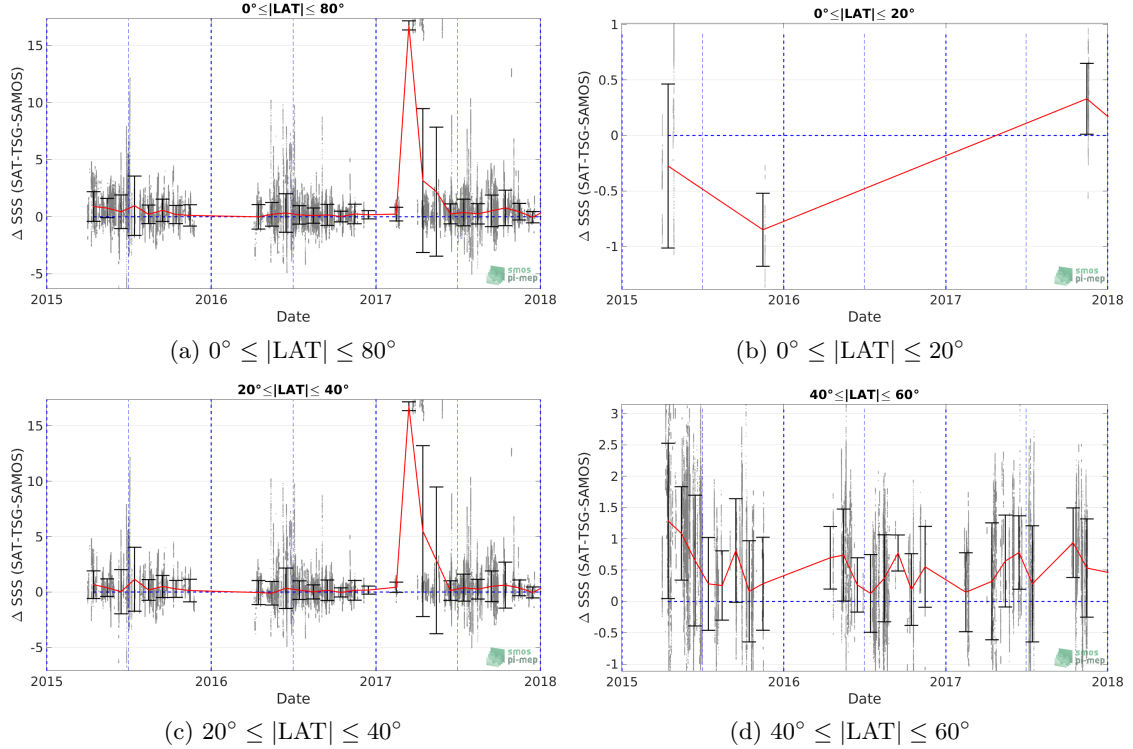 0°≤|LAT|≤ 80°
Δ SSS (SAT-TSG-SAMOS)
15
10
5
0
-5
2015
2016
2017
2018
Date
smos
pi-mep
(a) 0° ≤ |LAT| ≤ 80°
0°≤|LAT|≤ 20°
Δ SSS (SAT-TSG-SAMOS)
1
0.5
0
-0.5
-1
2015
2016
2017
2018
Date
smos
pi-mep
(b) 0° ≤ |LAT| ≤ 20°
20°≤|LAT|≤ 40°
Δ SSS (SAT-TSG-SAMOS)
15
10
5
0
-5
2015
2016
2017
2018
Date
smos
pi-mep
(c) 20° ≤ |LAT| ≤ 40°
40°≤|LAT|≤ 60°
Δ SSS (SAT-TSG-SAMOS)
3
2.5
2
1.5
1
0.5
0
-0.5
-1
2015
2016
2017
2018
Date
smos
pi-mep
(d) 40° ≤ |LAT| ≤ 60°